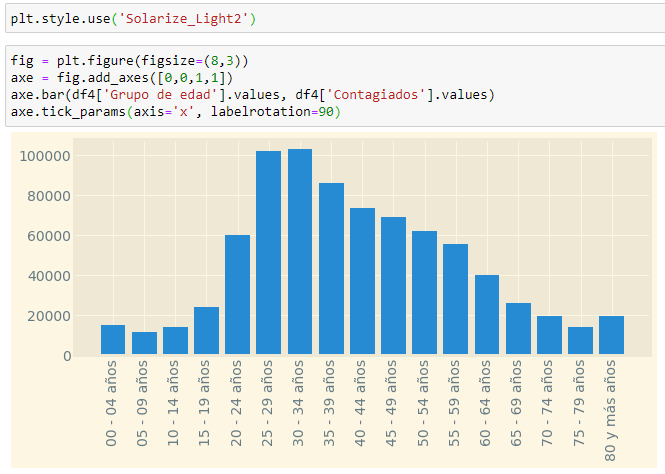 plt.style.use('Solarize_Light2')
fig = plt.figure(figsize=(8,3))
axe = fig.add_axes([0,0,1,1])
axe.bar(df4['Grupo de edad'].values, df4['Contagiados'].values)
axe.tick_params(axis='x', labelrotation=90)
100000
80000
60000
40000
20000
0
00 - 04 años
05 - 09 años
10 - 14 años
15 - 19 años
20 - 24 años
25 - 29 años
30 - 34 años
35 - 39 años
40 - 44 años
45 - 49 años
50 - 54 años
55 - 59 años
60 - 64 años
65 - 69 años
70 - 74 años
75 - 79 años
80 y más años